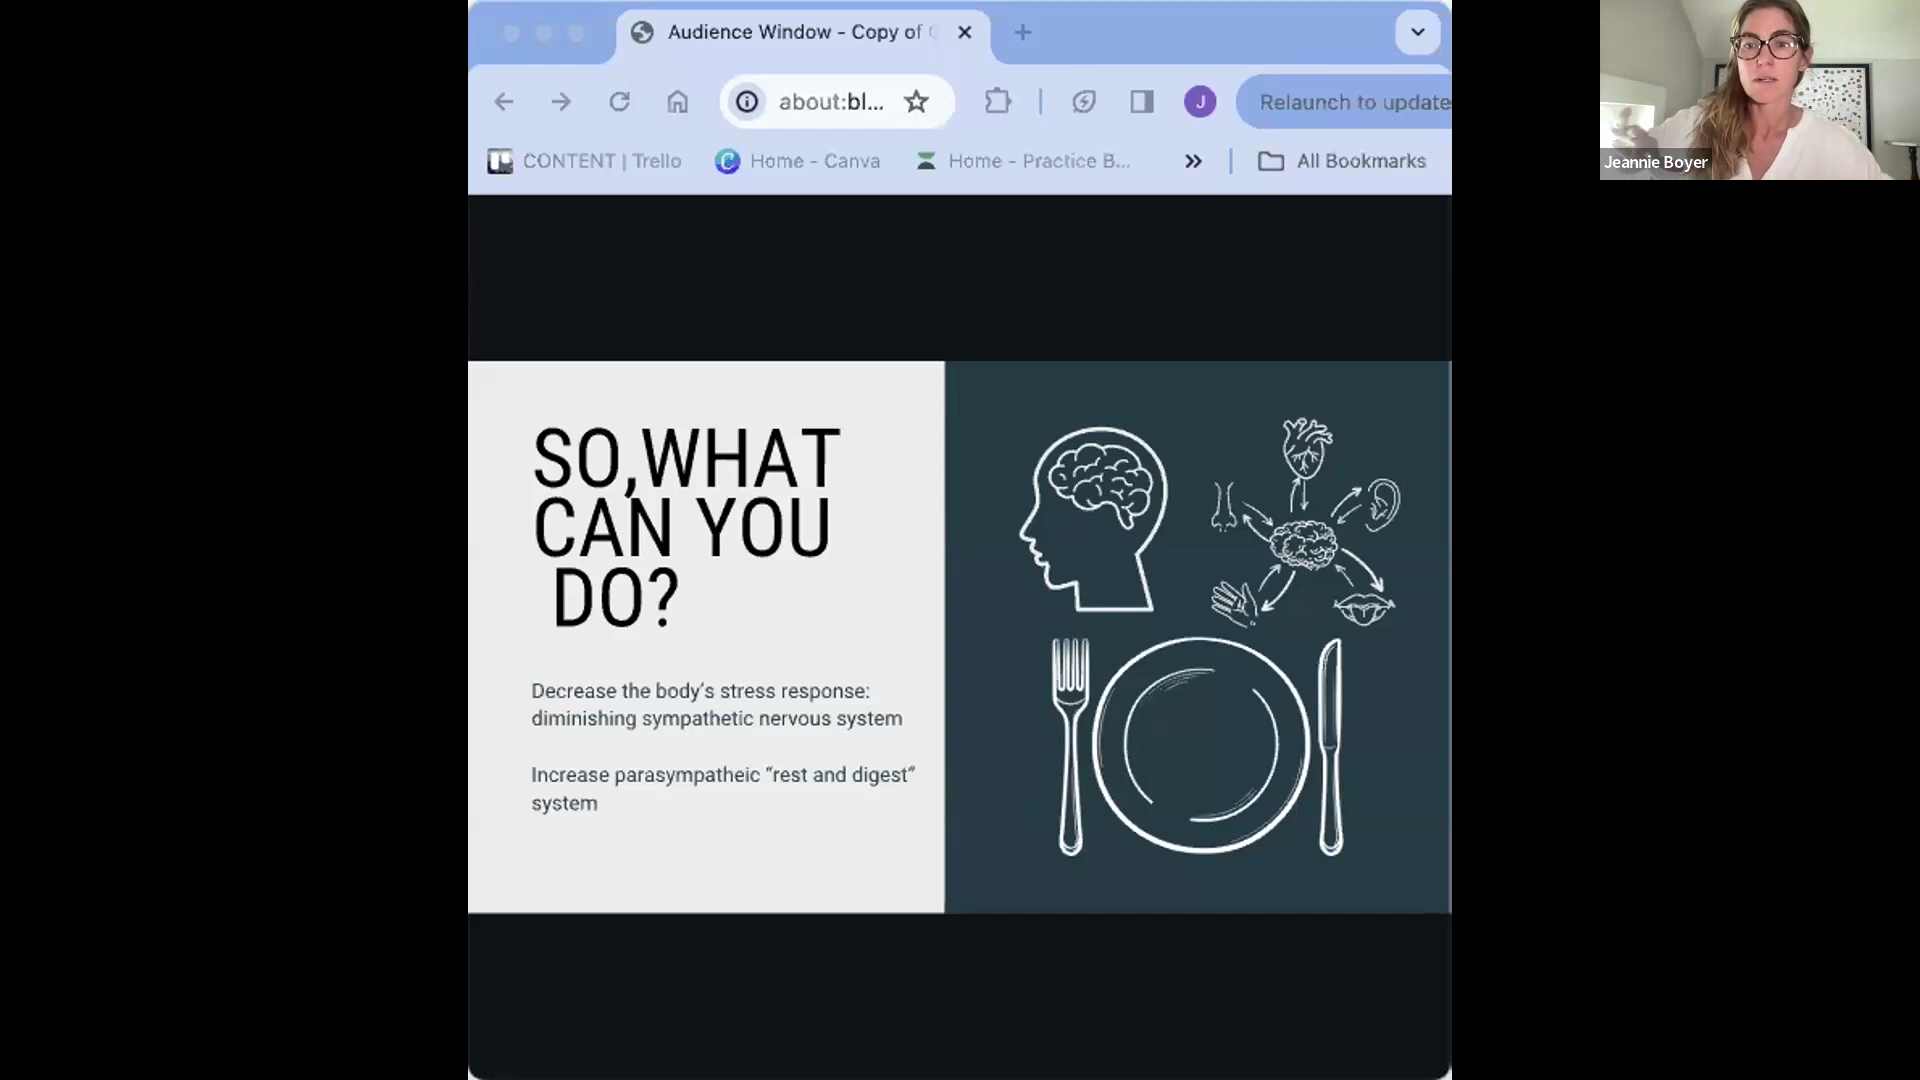 Audience Window - Copy of
about:bl...
J
Relaunch to update
CONTENT | Trello
Home - Canva
Home - Practice B...
All Bookmarks
Jeannie Boyer
SO,WHAT
CAN YOU
DO?
Decrease the body's stress response:
diminishing sympathetic nervous system
Increase parasympatheic “rest and digest”
system